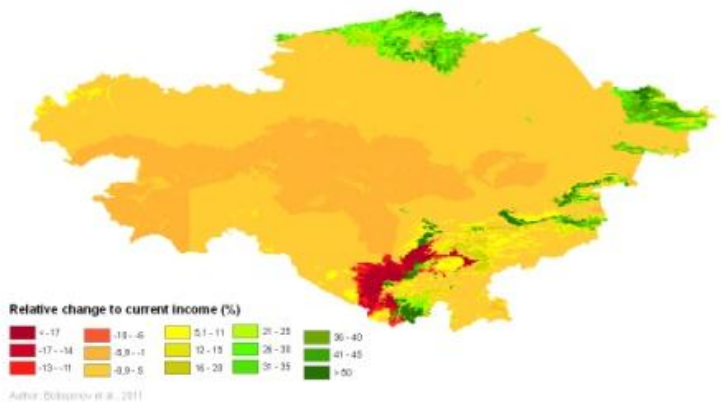 Relative change to current income (%)
< -17 -10 - -6 5,1 - 11 21 - 25 36 - 40
-17 - -14 -5,9 - -1 12 - 15 26 - 30 41 - 45
-13 - -11 -0,9 - 5 16 - 20 31 - 35 > 50
Author: et al., 2011